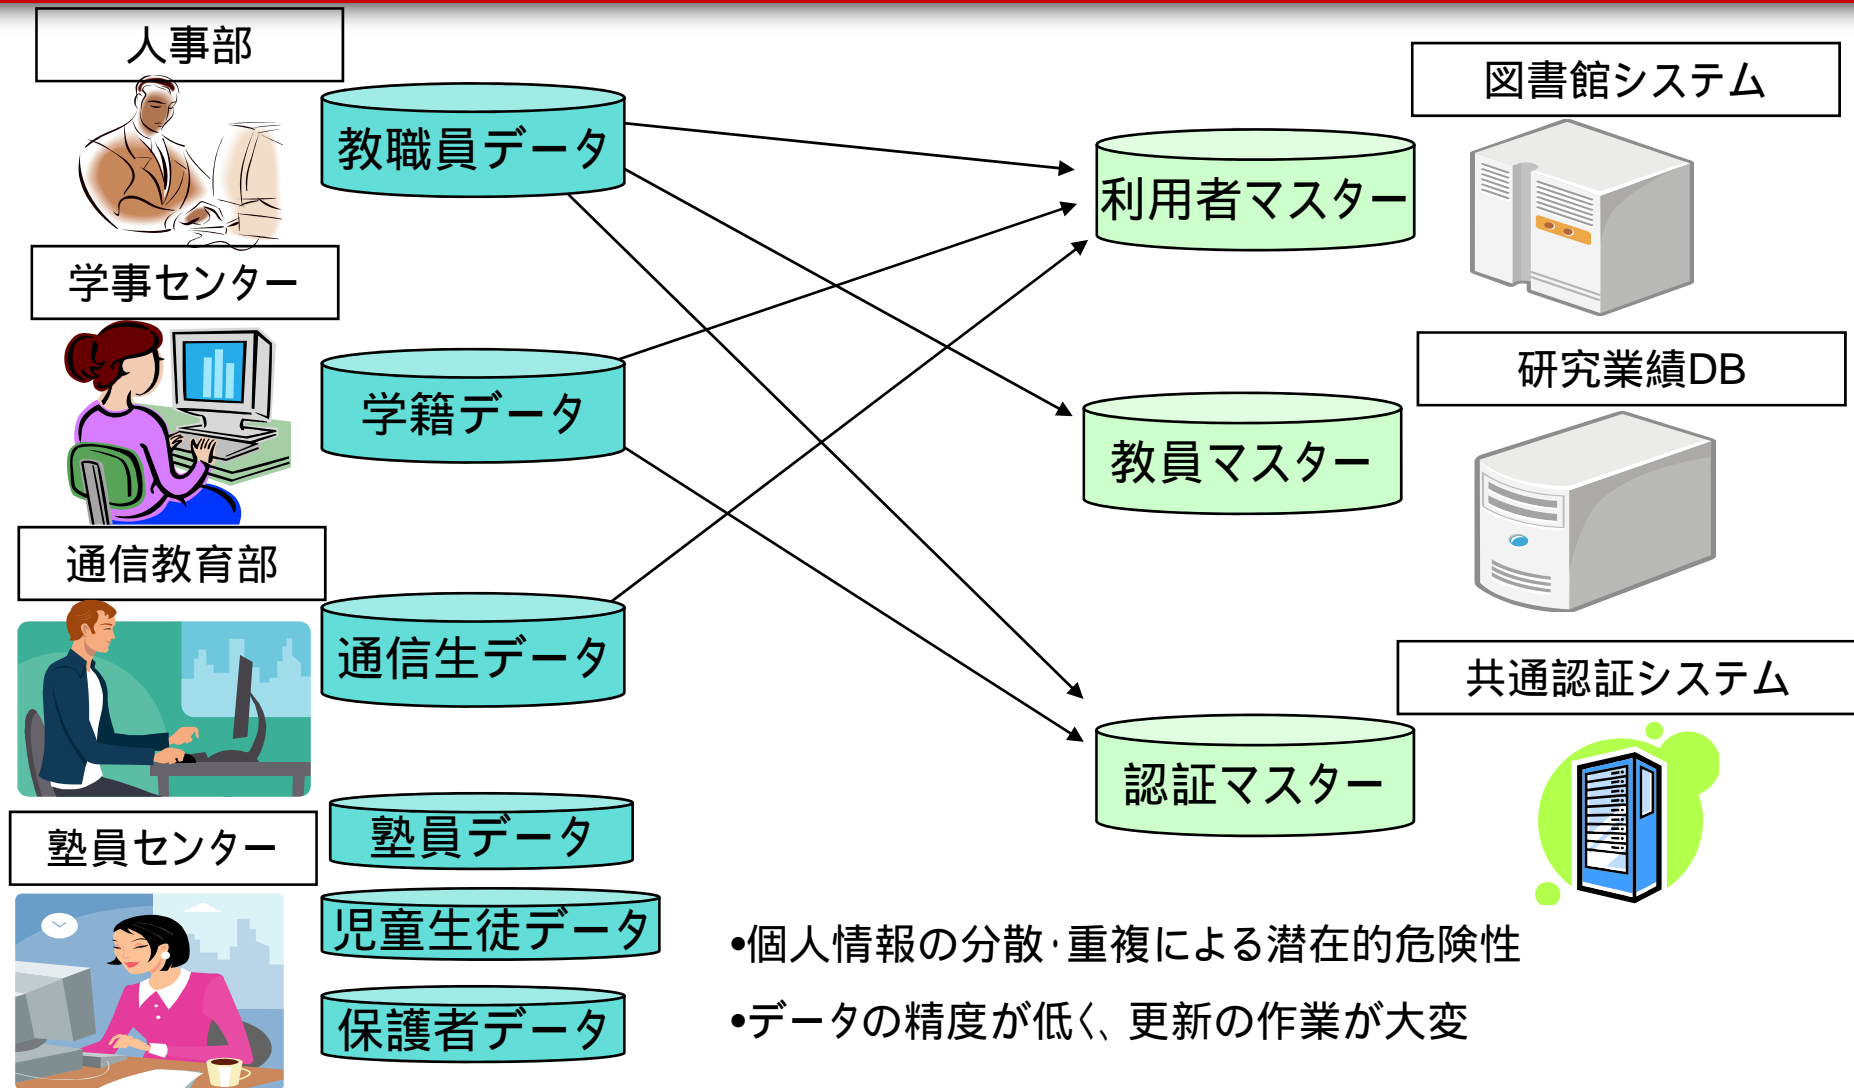 人事部
教職員データ
学事センター
学籍データ
通信教育部
通信生データ
塾員センター
塾員データ
児童生徒データ
保護者データ
利用者マスター
図書館システム
教員マスター
研究業績DB
認証マスター
共通認証システム
•個人情報の分散･重複による潜在的危険性
•データの精度が低く、更新の作業が大変